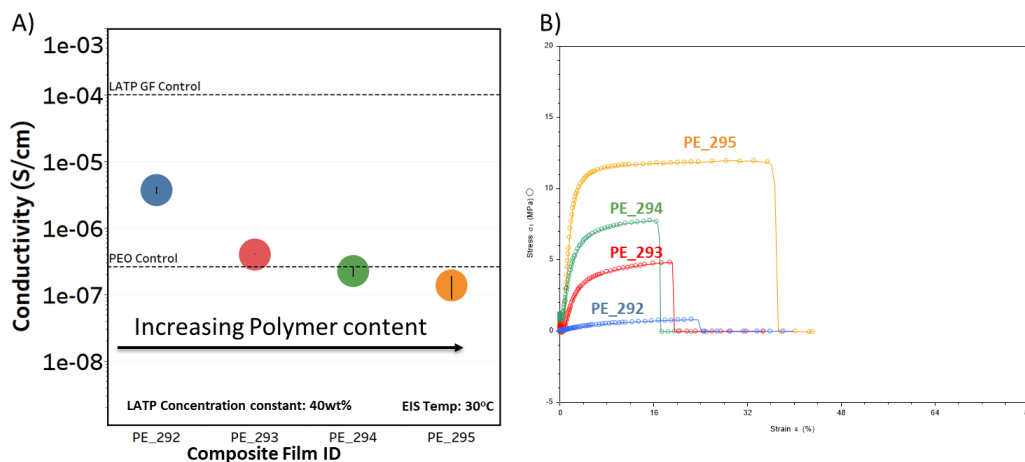 A)
Conductivity (S/cm)
1e-03
LATP GF Control
1e-04
1e-05
1e-06
PEO Control
1e-07
Increasing Polymer content
1e-08
LATP Concentration constant: 40wt% EIS Temp: 30°C
PE_292 PE_293 PE_294 PE_295
Composite Film ID
B)
20
15
10
5
0
-5
Stress σₜ (MPa)
PE_295
PE_294
PE_293
PE_292
0 16 32 48 64
Strain ε (%)